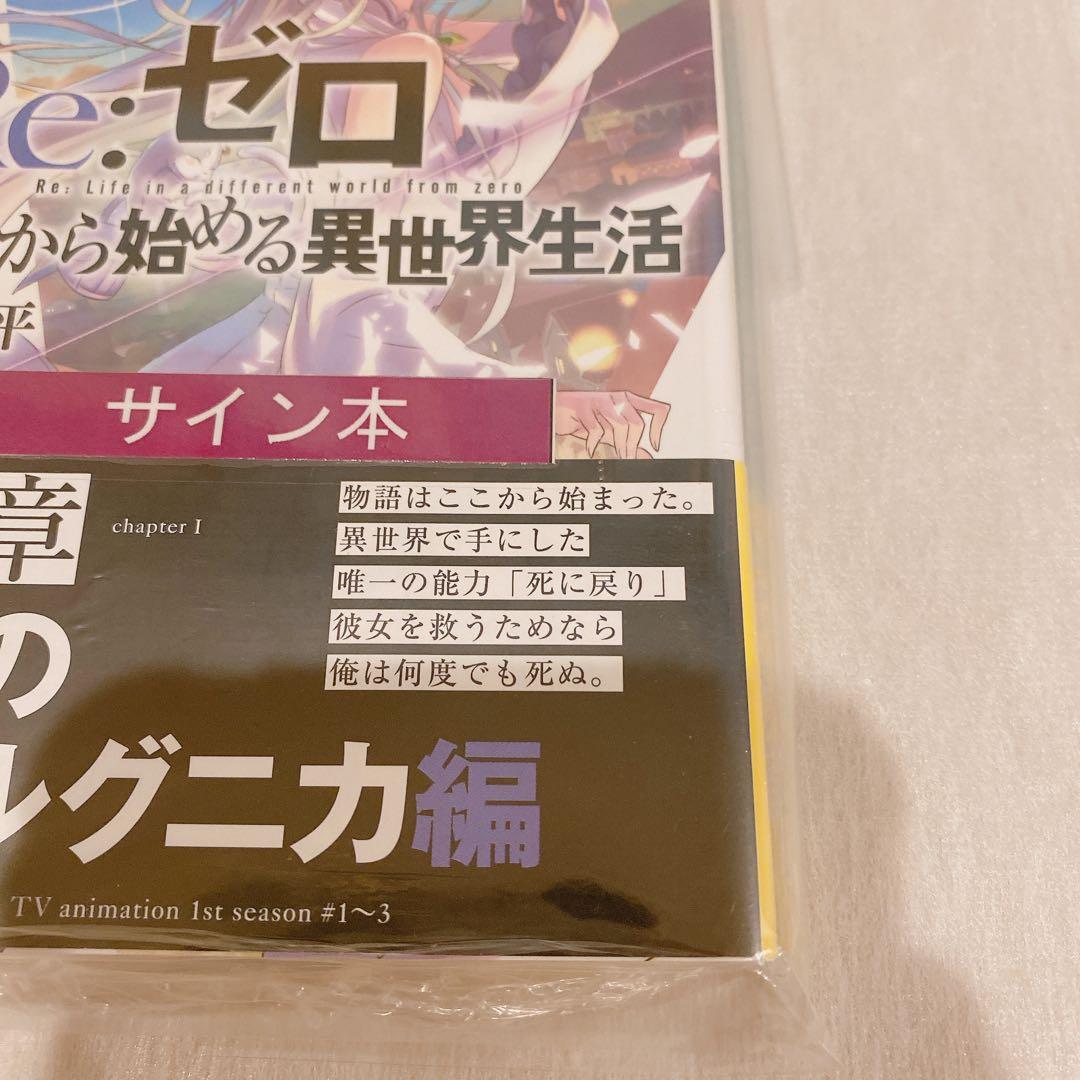 Re:ゼロ
Re: Life in a different world from zero
から始める異世界生活
平
サイン本
章
chapter I
物語はここから始まった。
異世界で手にした
唯一の能力「死に戻り」
彼女を救うためなら
俺は何度でも死ぬ。
の
ルグニカ編
TV animation 1st season #1～3